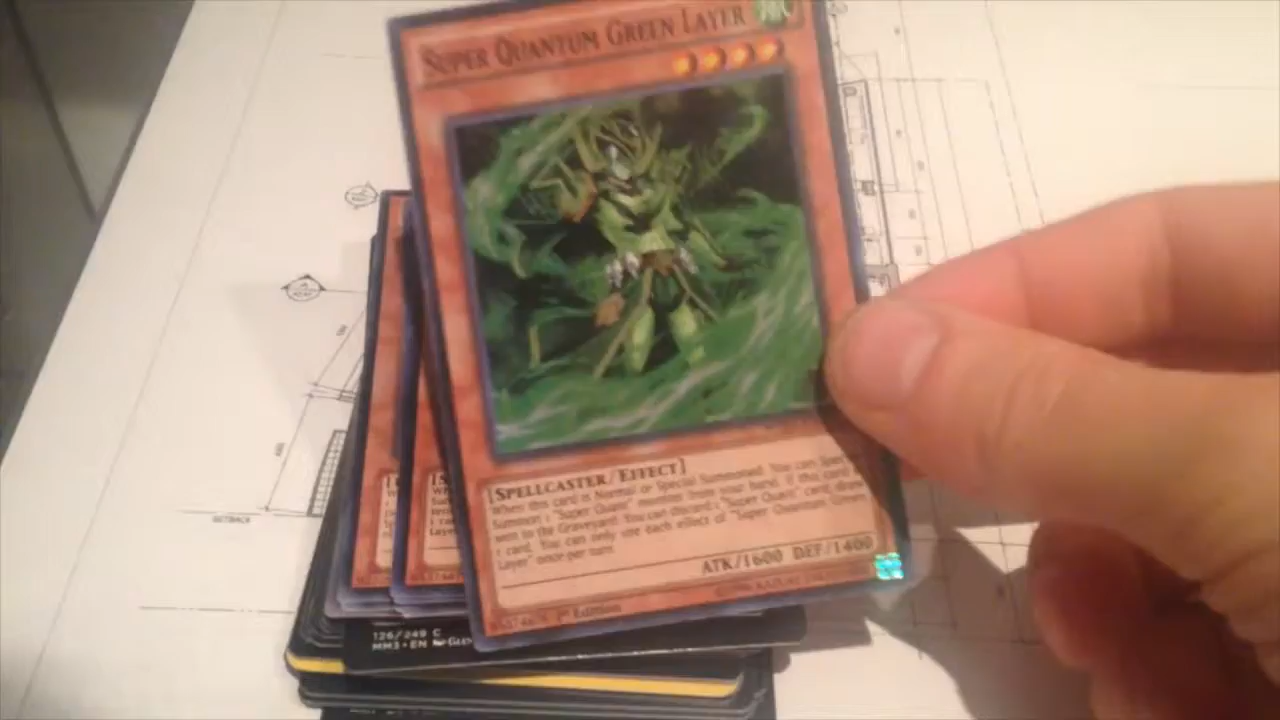 SUPER QUANTUM GREEN LAYER
[SPELLCASTER/EFFECT]
When this card is Normal or Special Summoned: You can
Summon 1 "Super Quant" monster from your hand. If this card is
sent to the Graveyard: You can discard 1 "Super Quant" card; draw
1 card. You can only use each effect of "Super Quantum Green
Layer" once per turn.
ATK/1600 DEF/1400
1st Edition
126/249 C
MM3 • EN
SETBACK